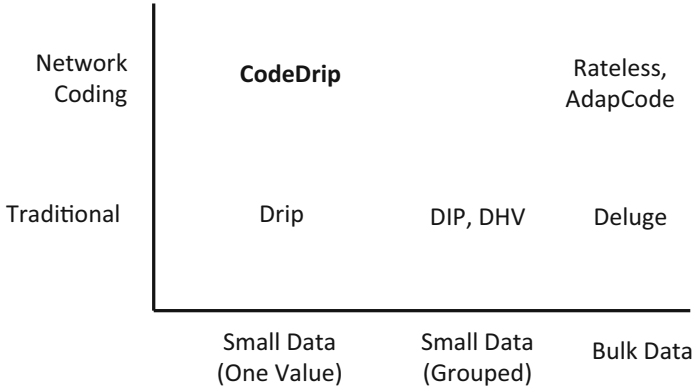 Network
Coding
CodeDrip
Rateless,
AdapCode
Traditional
Drip
DIP, DHV
Deluge
Small Data
(One Value)
Small Data
(Grouped)
Bulk Data